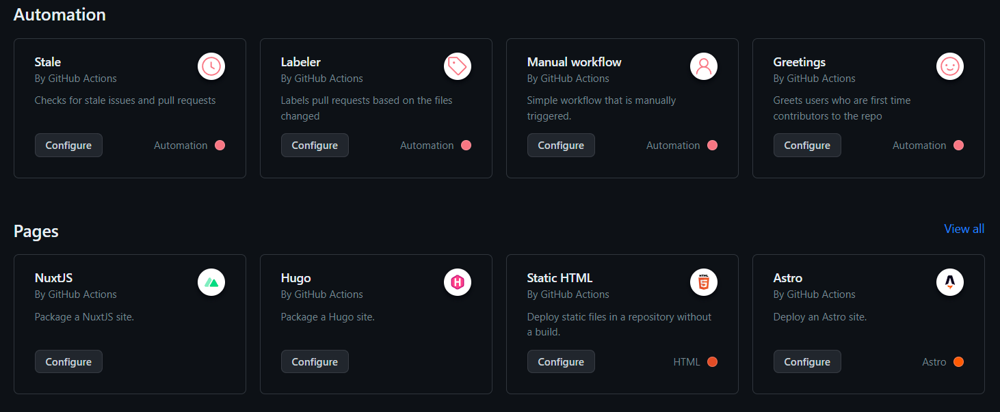 Automation
Stale
By GitHub Actions
Checks for stale issues and pull requests
Configure
Automation
Labeler
By GitHub Actions
Labels pull requests based on the files
changed
Configure
Automation
Manual workflow
By GitHub Actions
Simple workflow that is manually
triggered.
Configure
Automation
Greetings
By GitHub Actions
Greets users who are first time
contributors to the repo
Configure
Automation
Pages
View all
NuxtJS
By GitHub Actions
Package a NuxtJS site.
Configure
Hugo
By GitHub Actions
Package a Hugo site.
Configure
Static HTML
By GitHub Actions
HTML
5
Deploy static files in a repository without
a build.
Configure
HTML
Astro
By GitHub Actions
Deploy an Astro site.
Configure
Astro